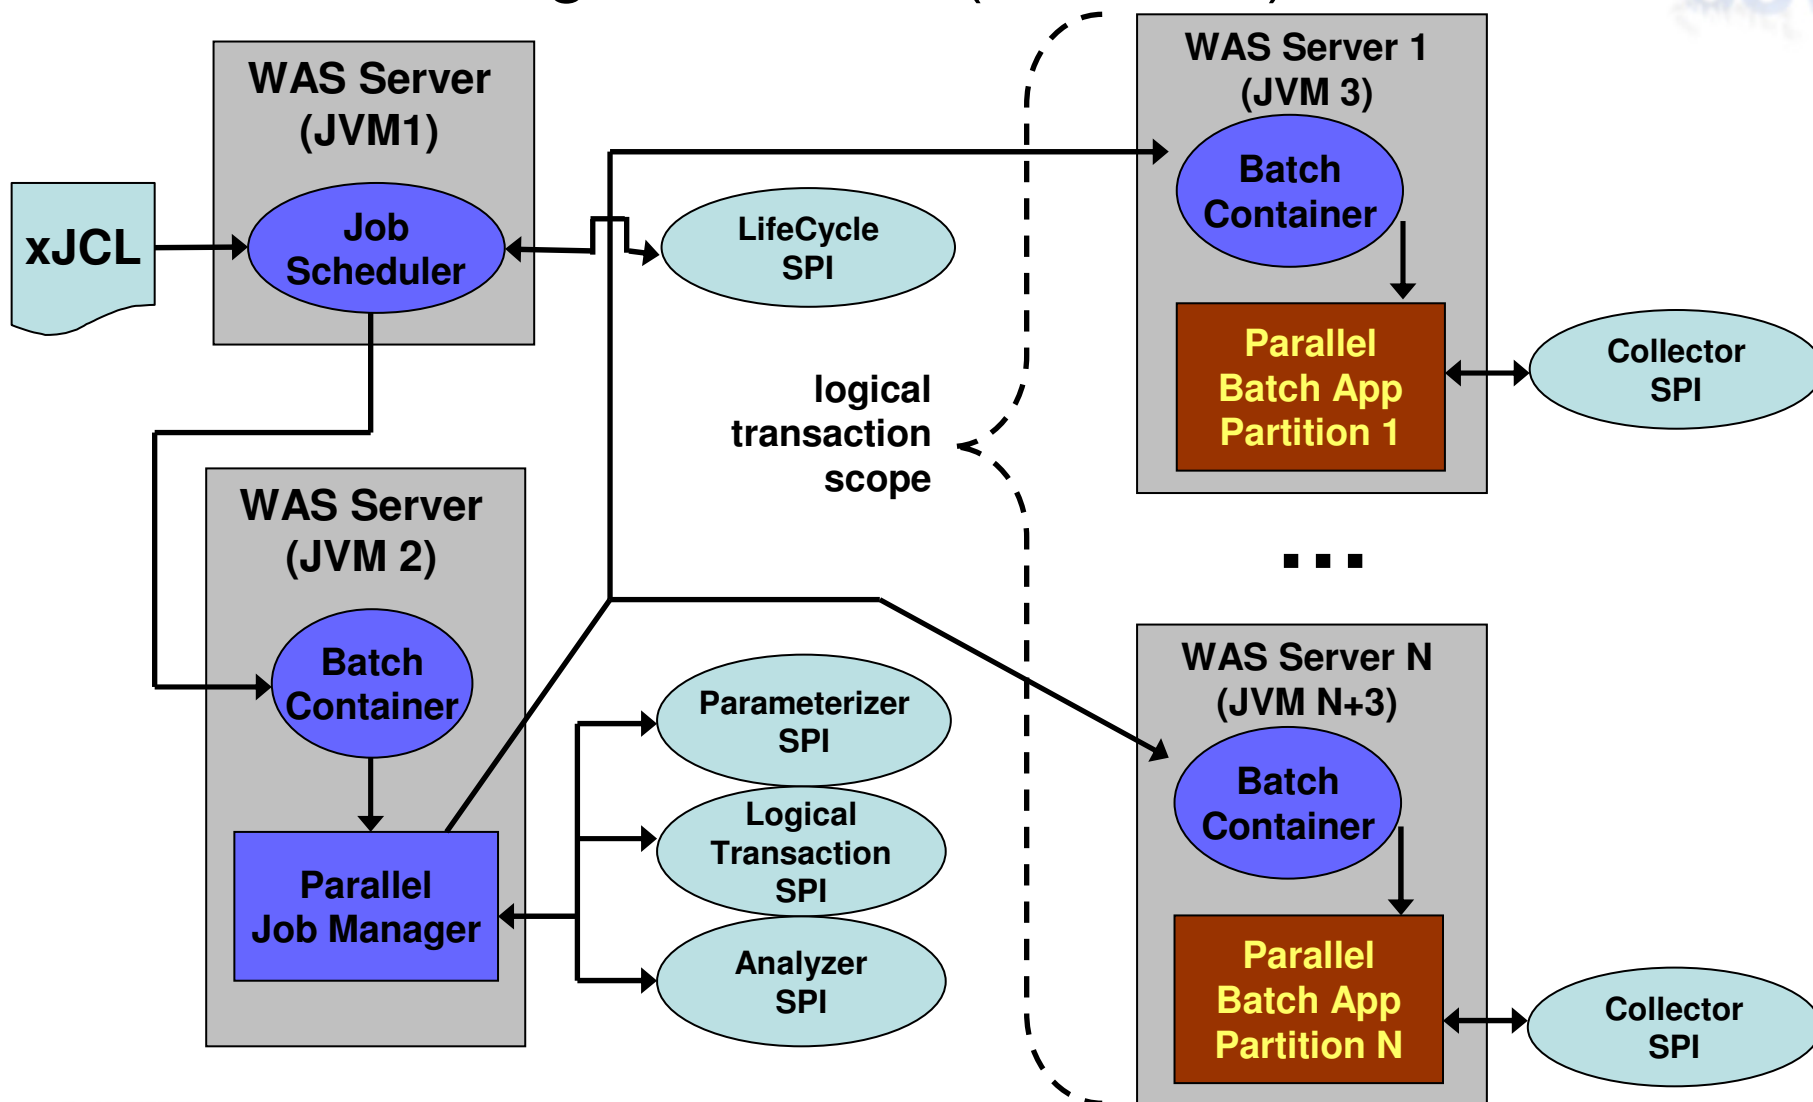 WAS Server
(JVM1)
xJCL
Job
Scheduler
LifeCycle
SPI
WAS Server 1
(JVM 3)
Batch
Container
Parallel
Batch App
Partition 1
Collector
SPI
logical
transaction
scope
WAS Server
(JVM 2)
Batch
Container
Parallel
Job Manager
Parameterizer
SPI
Logical
Transaction
SPI
Analyzer
SPI
...
WAS Server N
(JVM N+3)
Batch
Container
Parallel
Batch App
Partition N
Collector
SPI